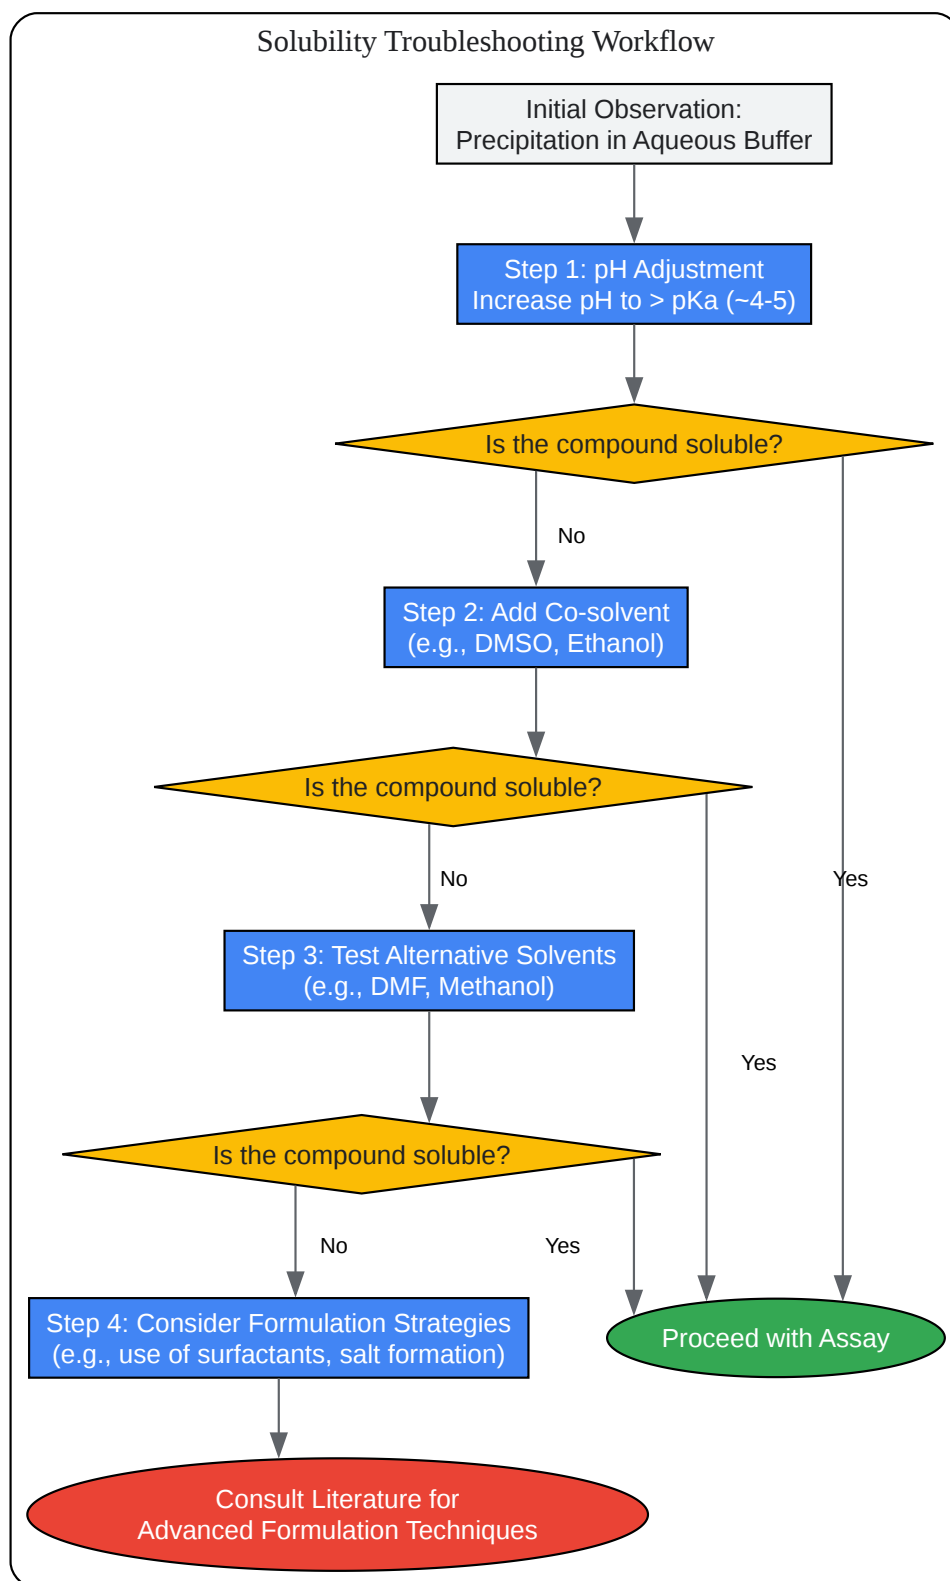 Solubility Troubleshooting Workflow
Initial Observation:
Precipitation in Aqueous Buffer
Step 1: pH Adjustment
Increase pH to > pKa (~4-5)
Is the compound soluble?
No
Step 2: Add Co-solvent
(e.g., DMSO, Ethanol)
Is the compound soluble?
No
Yes
Step 3: Test Alternative Solvents
(e.g., DMF, Methanol)
Yes
Is the compound soluble?
No
Yes
Step 4: Consider Formulation Strategies
(e.g., use of surfactants, salt formation)
Proceed with Assay
Consult Literature for
Advanced Formulation Techniques